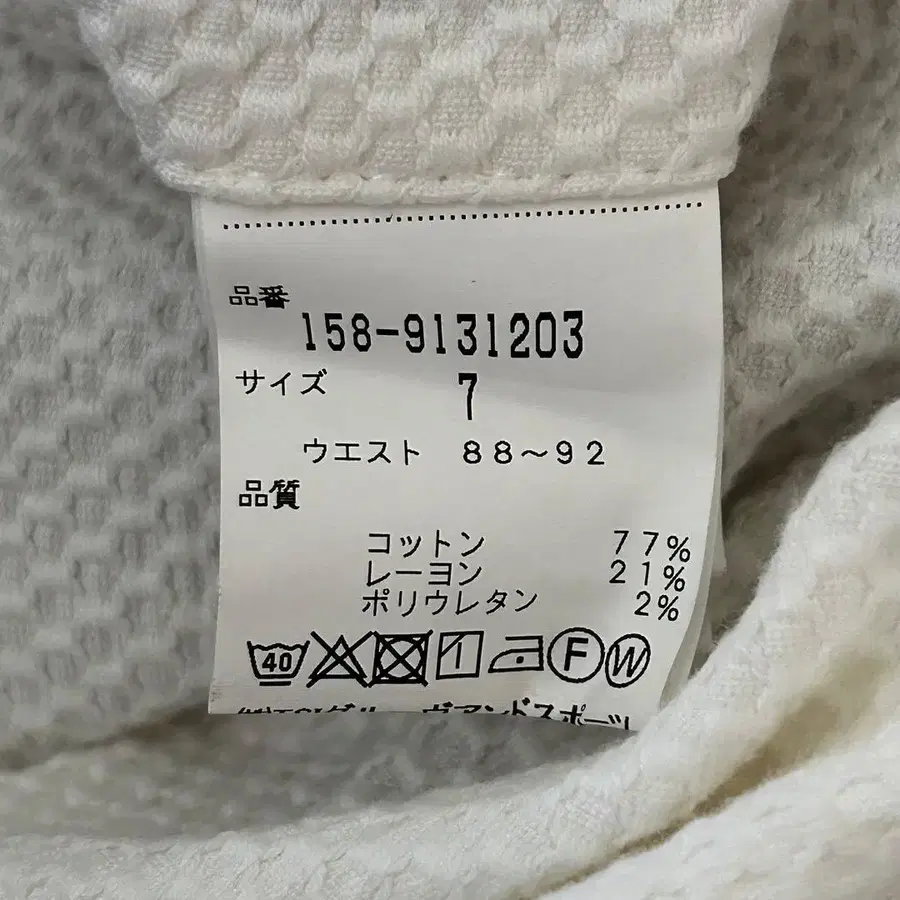 品番
158-9131203
サイズ 7
ウエスト 88～92
品質
コットン 77%
レーヨン 21%
ポリウレタン 2%
40 F W